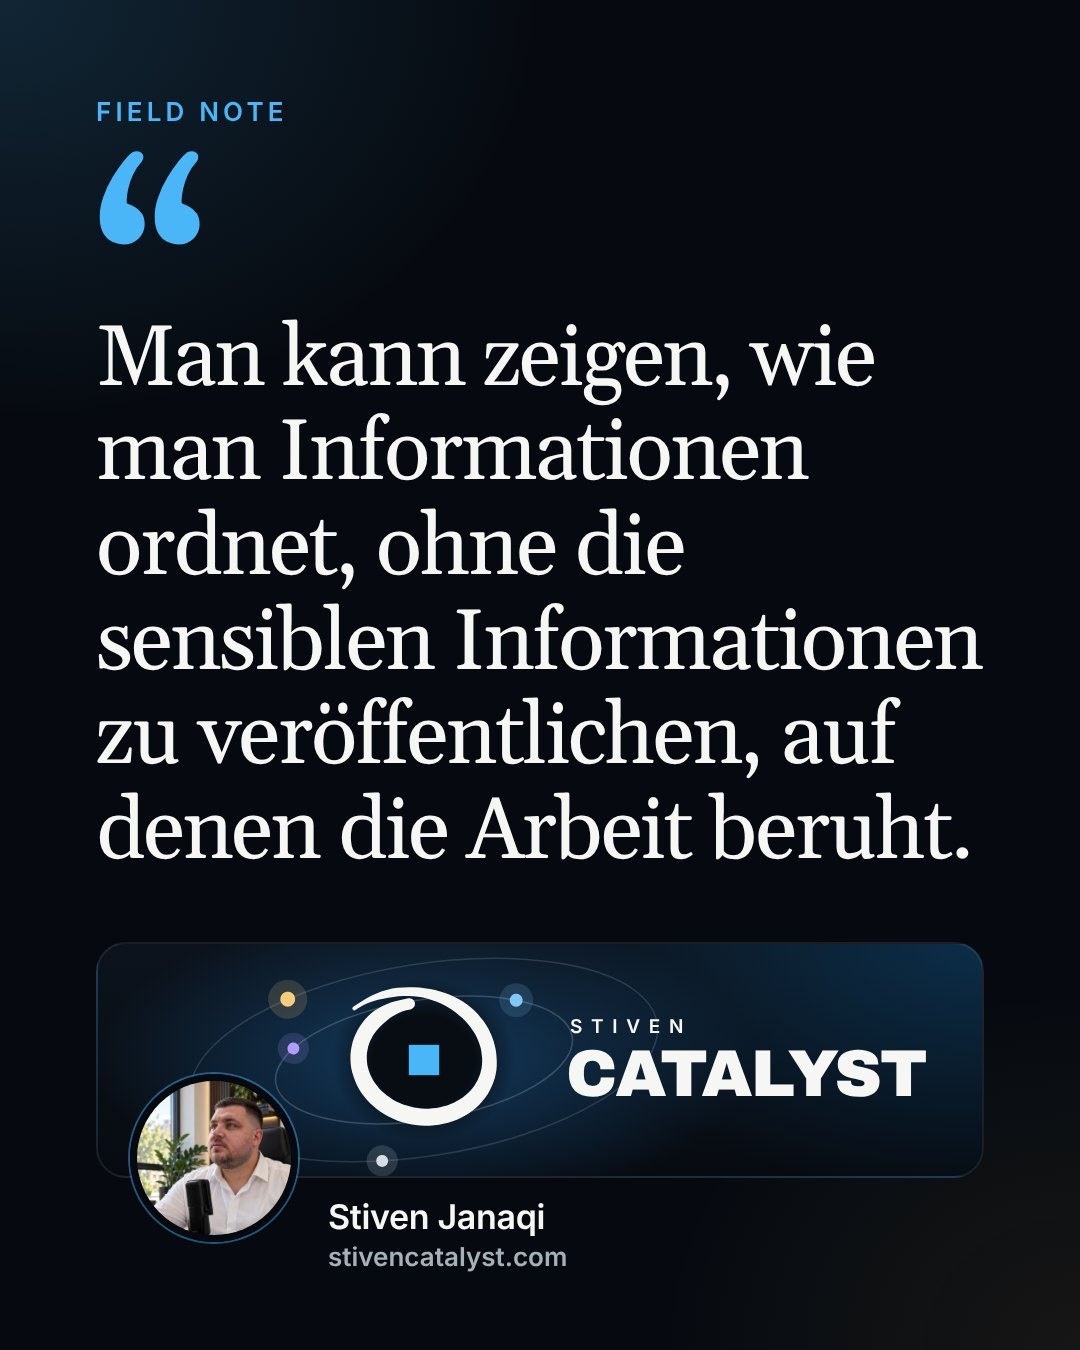 FIELD NOTE
“
Man kann zeigen, wie
man Informationen
ordnet, ohne die
sensiblen Informationen
zu veröffentlichen, auf
denen die Arbeit beruht.
STIVEN
CATALYST
Stiven Janaqi
stivencatalyst.com